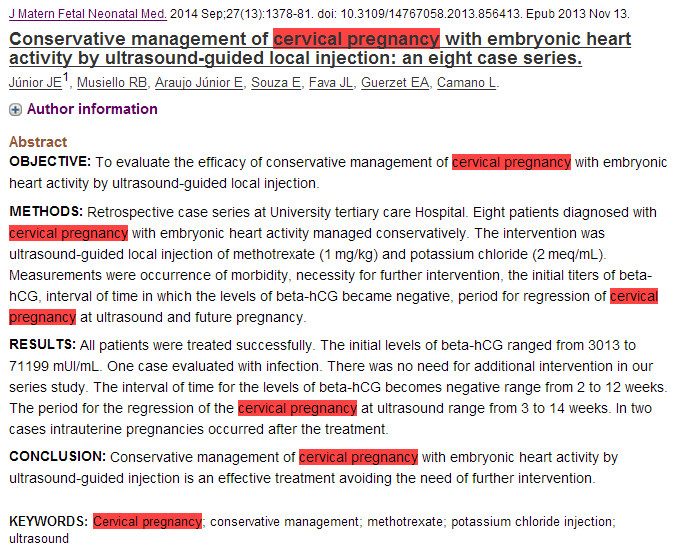 J Matern Fetal Neonatal Med. 2014 Sep;27(13):1378-81. doi: 10.3109/14767058.2013.856413. Epub 2013 Nov 13.
Conservative management of cervical pregnancy with embryonic heart
activity by ultrasound-guided local injection: an eight case series.
Júnior JE1, Musiello RB, Araujo Júnior E, Souza E, Fava JL, Guerzet EA, Camano L.
Author information
Abstract
OBJECTIVE: To evaluate the efficacy of conservative management of cervical pregnancy with embryonic
heart activity by ultrasound-guided local injection.
METHODS: Retrospective case series at University tertiary care Hospital. Eight patients diagnosed with
cervical pregnancy with embryonic heart activity managed conservatively. The intervention was
ultrasound-guided local injection of methotrexate (1 mg/kg) and potassium chloride (2 meq/mL).
Measurements were occurrence of morbidity, necessity for further intervention, the initial titers of beta-
hCG, interval of time in which the levels of beta-hCG became negative, period for regression of cervical
pregnancy at ultrasound and future pregnancy.
RESULTS: All patients were treated successfully. The initial levels of beta-hCG ranged from 3013 to
71199 mUI/mL. One case evaluated with infection. There was no need for additional intervention in our
series study. The interval of time for the levels of beta-hCG becomes negative range from 2 to 12 weeks.
The period for the regression of the cervical pregnancy at ultrasound range from 3 to 14 weeks. In two
cases intrauterine pregnancies occurred after the treatment.
CONCLUSION: Conservative management of cervical pregnancy with embryonic heart activity by
ultrasound-guided injection is an effective treatment avoiding the need of further intervention.
KEYWORDS: Cervical pregnancy; conservative management; methotrexate; potassium chloride injection;
ultrasound